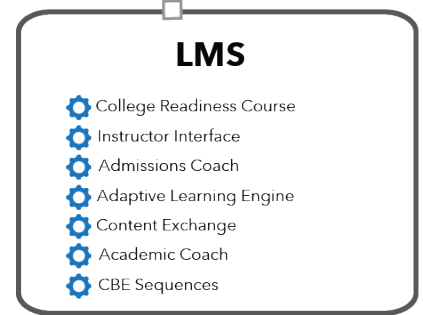 LMS
College Readiness Course
Instructor Interface
Admissions Coach
Adaptive Learning Engine
Content Exchange
Academic Coach
CBE Sequences